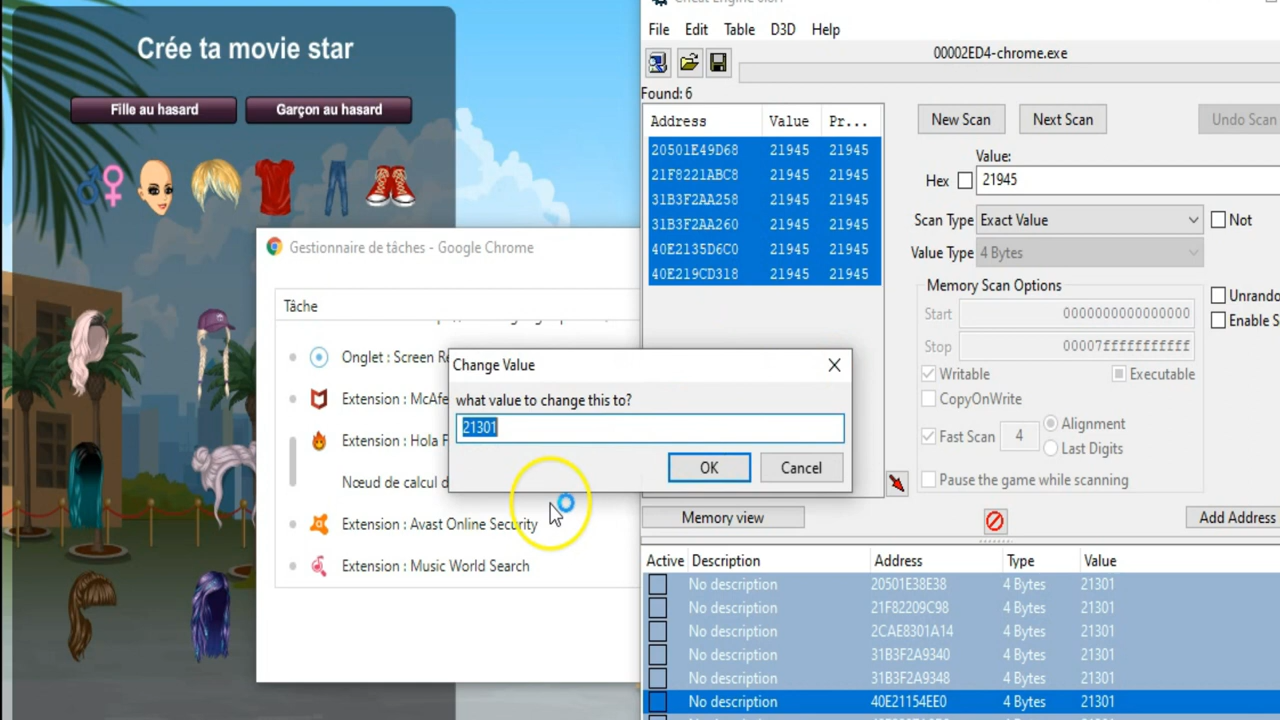 Crée ta movie star
Fille au hasard
Garçon au hasard
Gestionnaire de tâches - Google Chrome
Tâche
Onglet : Screen Re
Extension : McAfe
Extension : Hola F
Nœud de calcul d
Extension : Avast Online Security
Extension : Music World Search
Change Value
what value to change this to?
21301
OK
Cancel
File Edit Table D3D Help
00002ED4-chrome.exe
Found: 6
Address Value Pr...
20501E49D68 21945 21945
21F8221ABC8 21945 21945
31B3F2AA258 21945 21945
31B3F2AA260 21945 21945
40E2135D6C0 21945 21945
40E219CD318 21945 21945
New Scan Next Scan Undo Scan
Value:
Hex 21945
Scan Type Exact Value Not
Value Type 4 Bytes
Memory Scan Options
Start 0000000000000000
Stop 00007fffffffffff
Writable Executable
CopyOnWrite
Fast Scan 4 Alignment
Last Digits
Pause the game while scanning
Unrando
Enable S
Memory view
Add Address
Active Description Address Type Value
No description 20501E38E38 4 Bytes 21301
No description 21F82209C98 4 Bytes 21301
No description 2CAE8301A14 4 Bytes 21301
No description 31B3F2A9340 4 Bytes 21301
No description 31B3F2A9348 4 Bytes 21301
No description 40E21154EE0 4 Bytes 21301